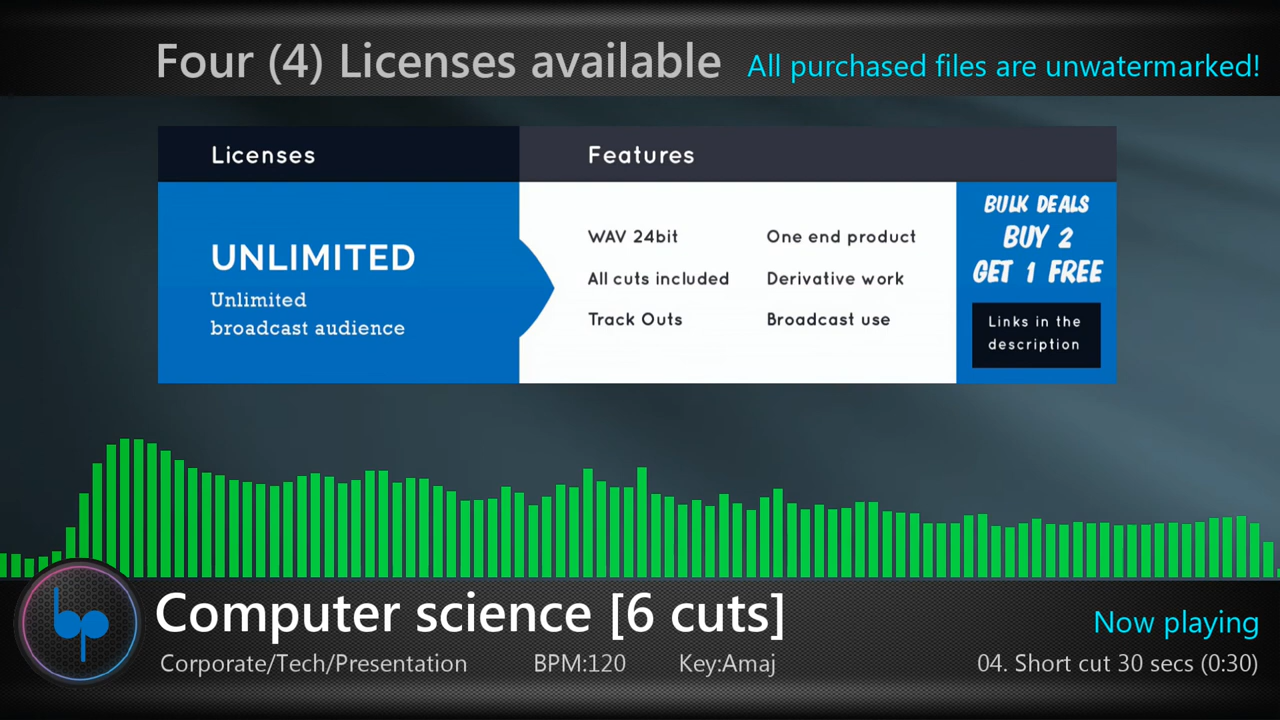 Four (4) Licenses available
All purchased files are unwatermarked!
Licenses
Features
UNLIMITED
Unlimited
broadcast audience
WAV 24bit
One end product
All cuts included
Derivative work
Track Outs
Broadcast use
BULK DEALS
BUY 2
GET 1 FREE
Links in the
description
bp
Computer science [6 cuts]
Now playing
Corporate/Tech/Presentation
BPM:120
Key:Amaj
04. Short cut 30 secs (0:30)